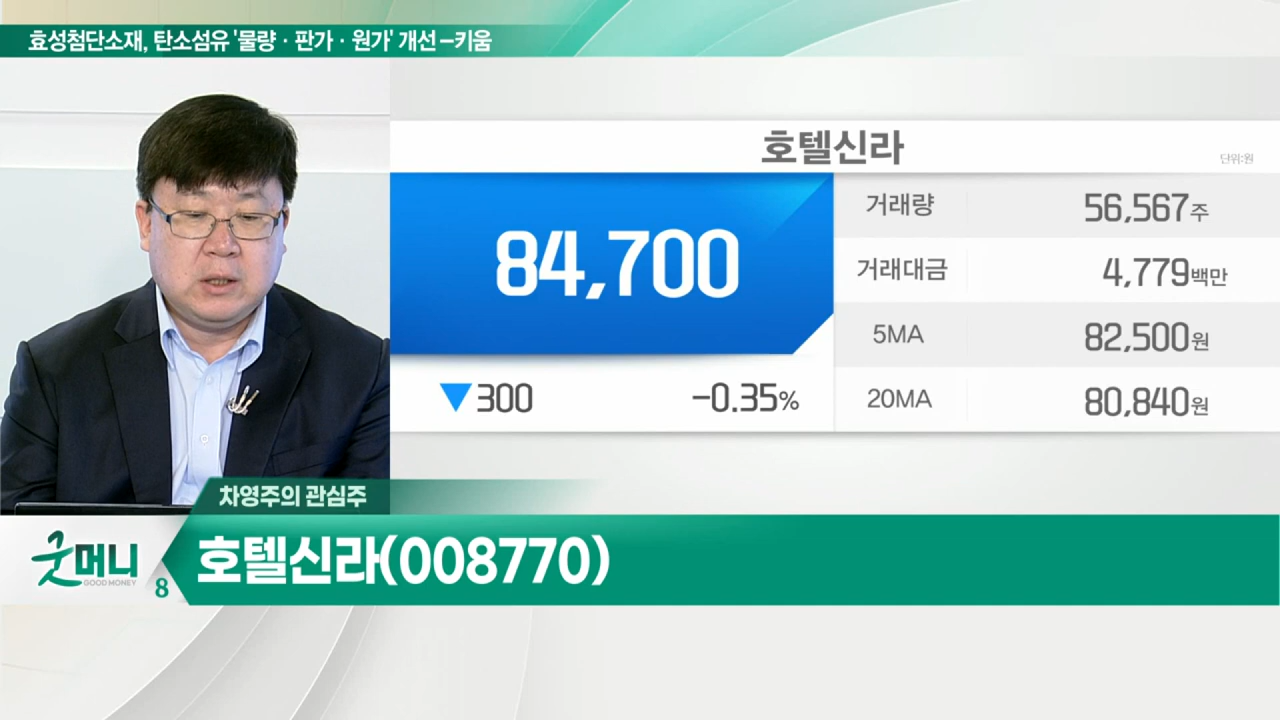 효성첨단소재, 탄소섬유 '물량·판가·원가' 개선-키움
호텔신라
단위:원
84,700
▼300 -0.35%
거래량 56,567주
거래대금 4,779백만
5MA 82,500원
20MA 80,840원
차영주의 관심주
굿머니
GOOD MONEY
8
호텔신라(008770)